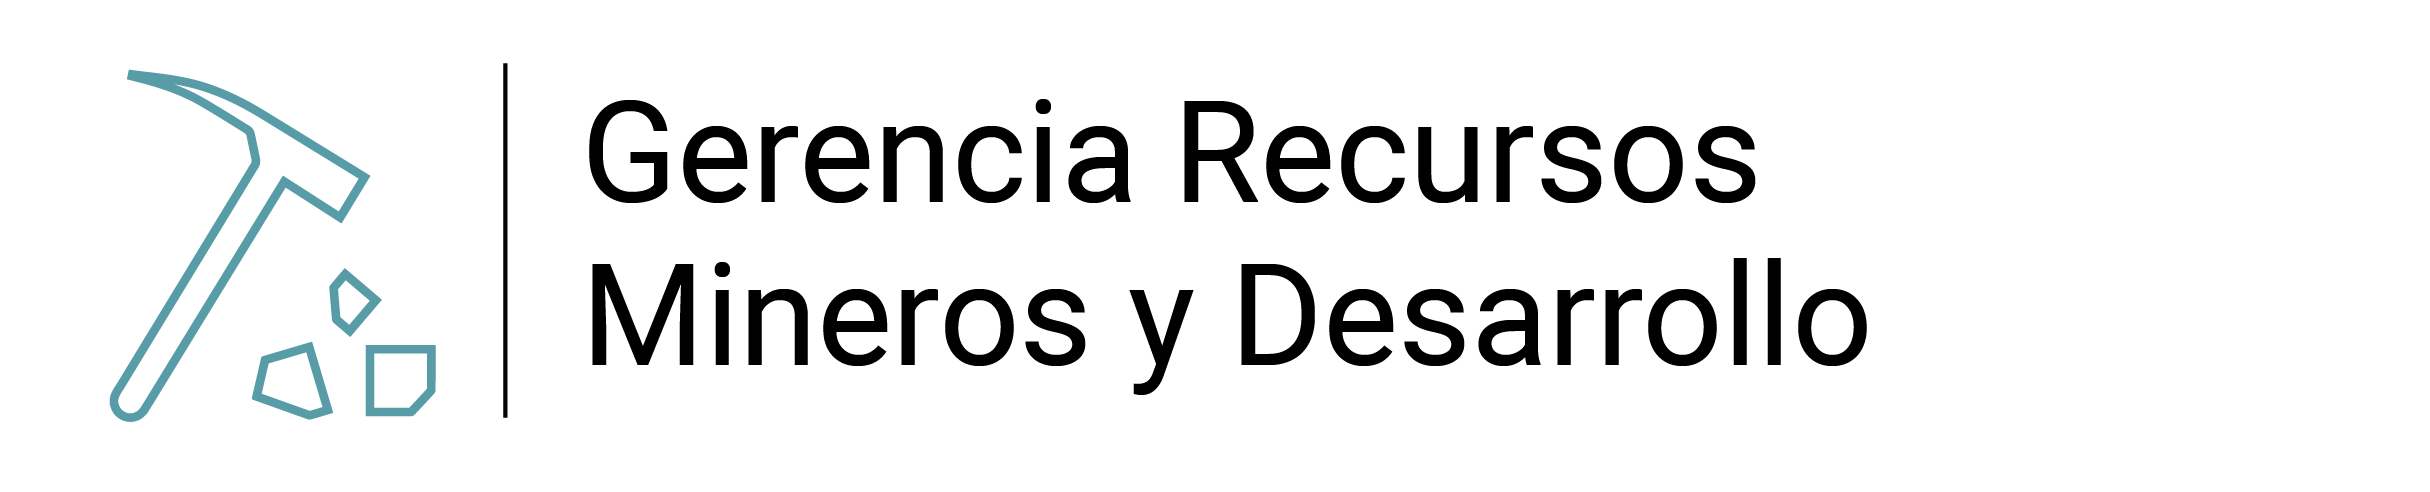 Gerencia Recursos
Mineros y Desarrollo